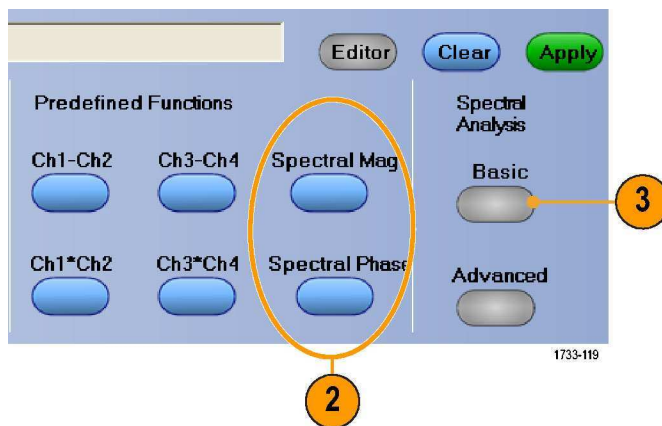 Editor Clear Apply
Predefined Functions
Spectral
Analysis
Ch1-Ch2 Ch3-Ch4 Spectral Mag
Basic
3
Ch1*Ch2 Ch3*Ch4 Spectral Phase
Advanced
1733-119
2